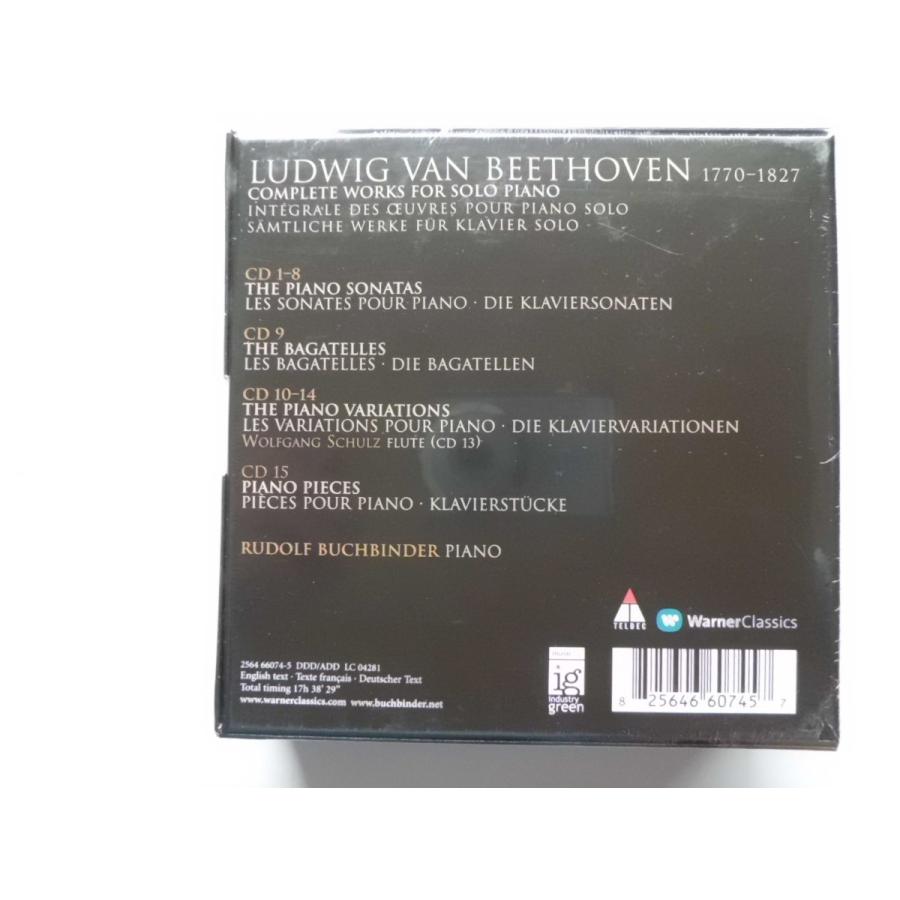 LUDWIG VAN BEETHOVEN 1770–1827
COMPLETE WORKS FOR SOLO PIANO
INTÉGRALE DES ŒUVRES POUR PIANO SOLO
SÄMTLICHE WERKE FÜR KLAVIER SOLO
CD 1–8
THE PIANO SONATAS
LES SONATES POUR PIANO · DIE KLAVIERSONATEN
CD 9
THE BAGATELLES
LES BAGATELLES · DIE BAGATELLEN
CD 10–14
THE PIANO VARIATIONS
LES VARIATIONS POUR PIANO · DIE KLAVIERVARIATIONEN
WOLFGANG SCHULZ FLUTE (CD 13)
CD 15
PIANO PIECES
PIÈCES POUR PIANO · KLAVIERSTÜCKE
RUDOLF BUCHBINDER PIANO
TELDEC
WarnerClassics
2564 66074-5 DDD/ADD LC 04281
English text · Texte français · Deutscher Text
Total timing 17h 38' 29"
www.warnerclassics.com www.buchbinder.net
ig
industry
green
8 25646 60745 7